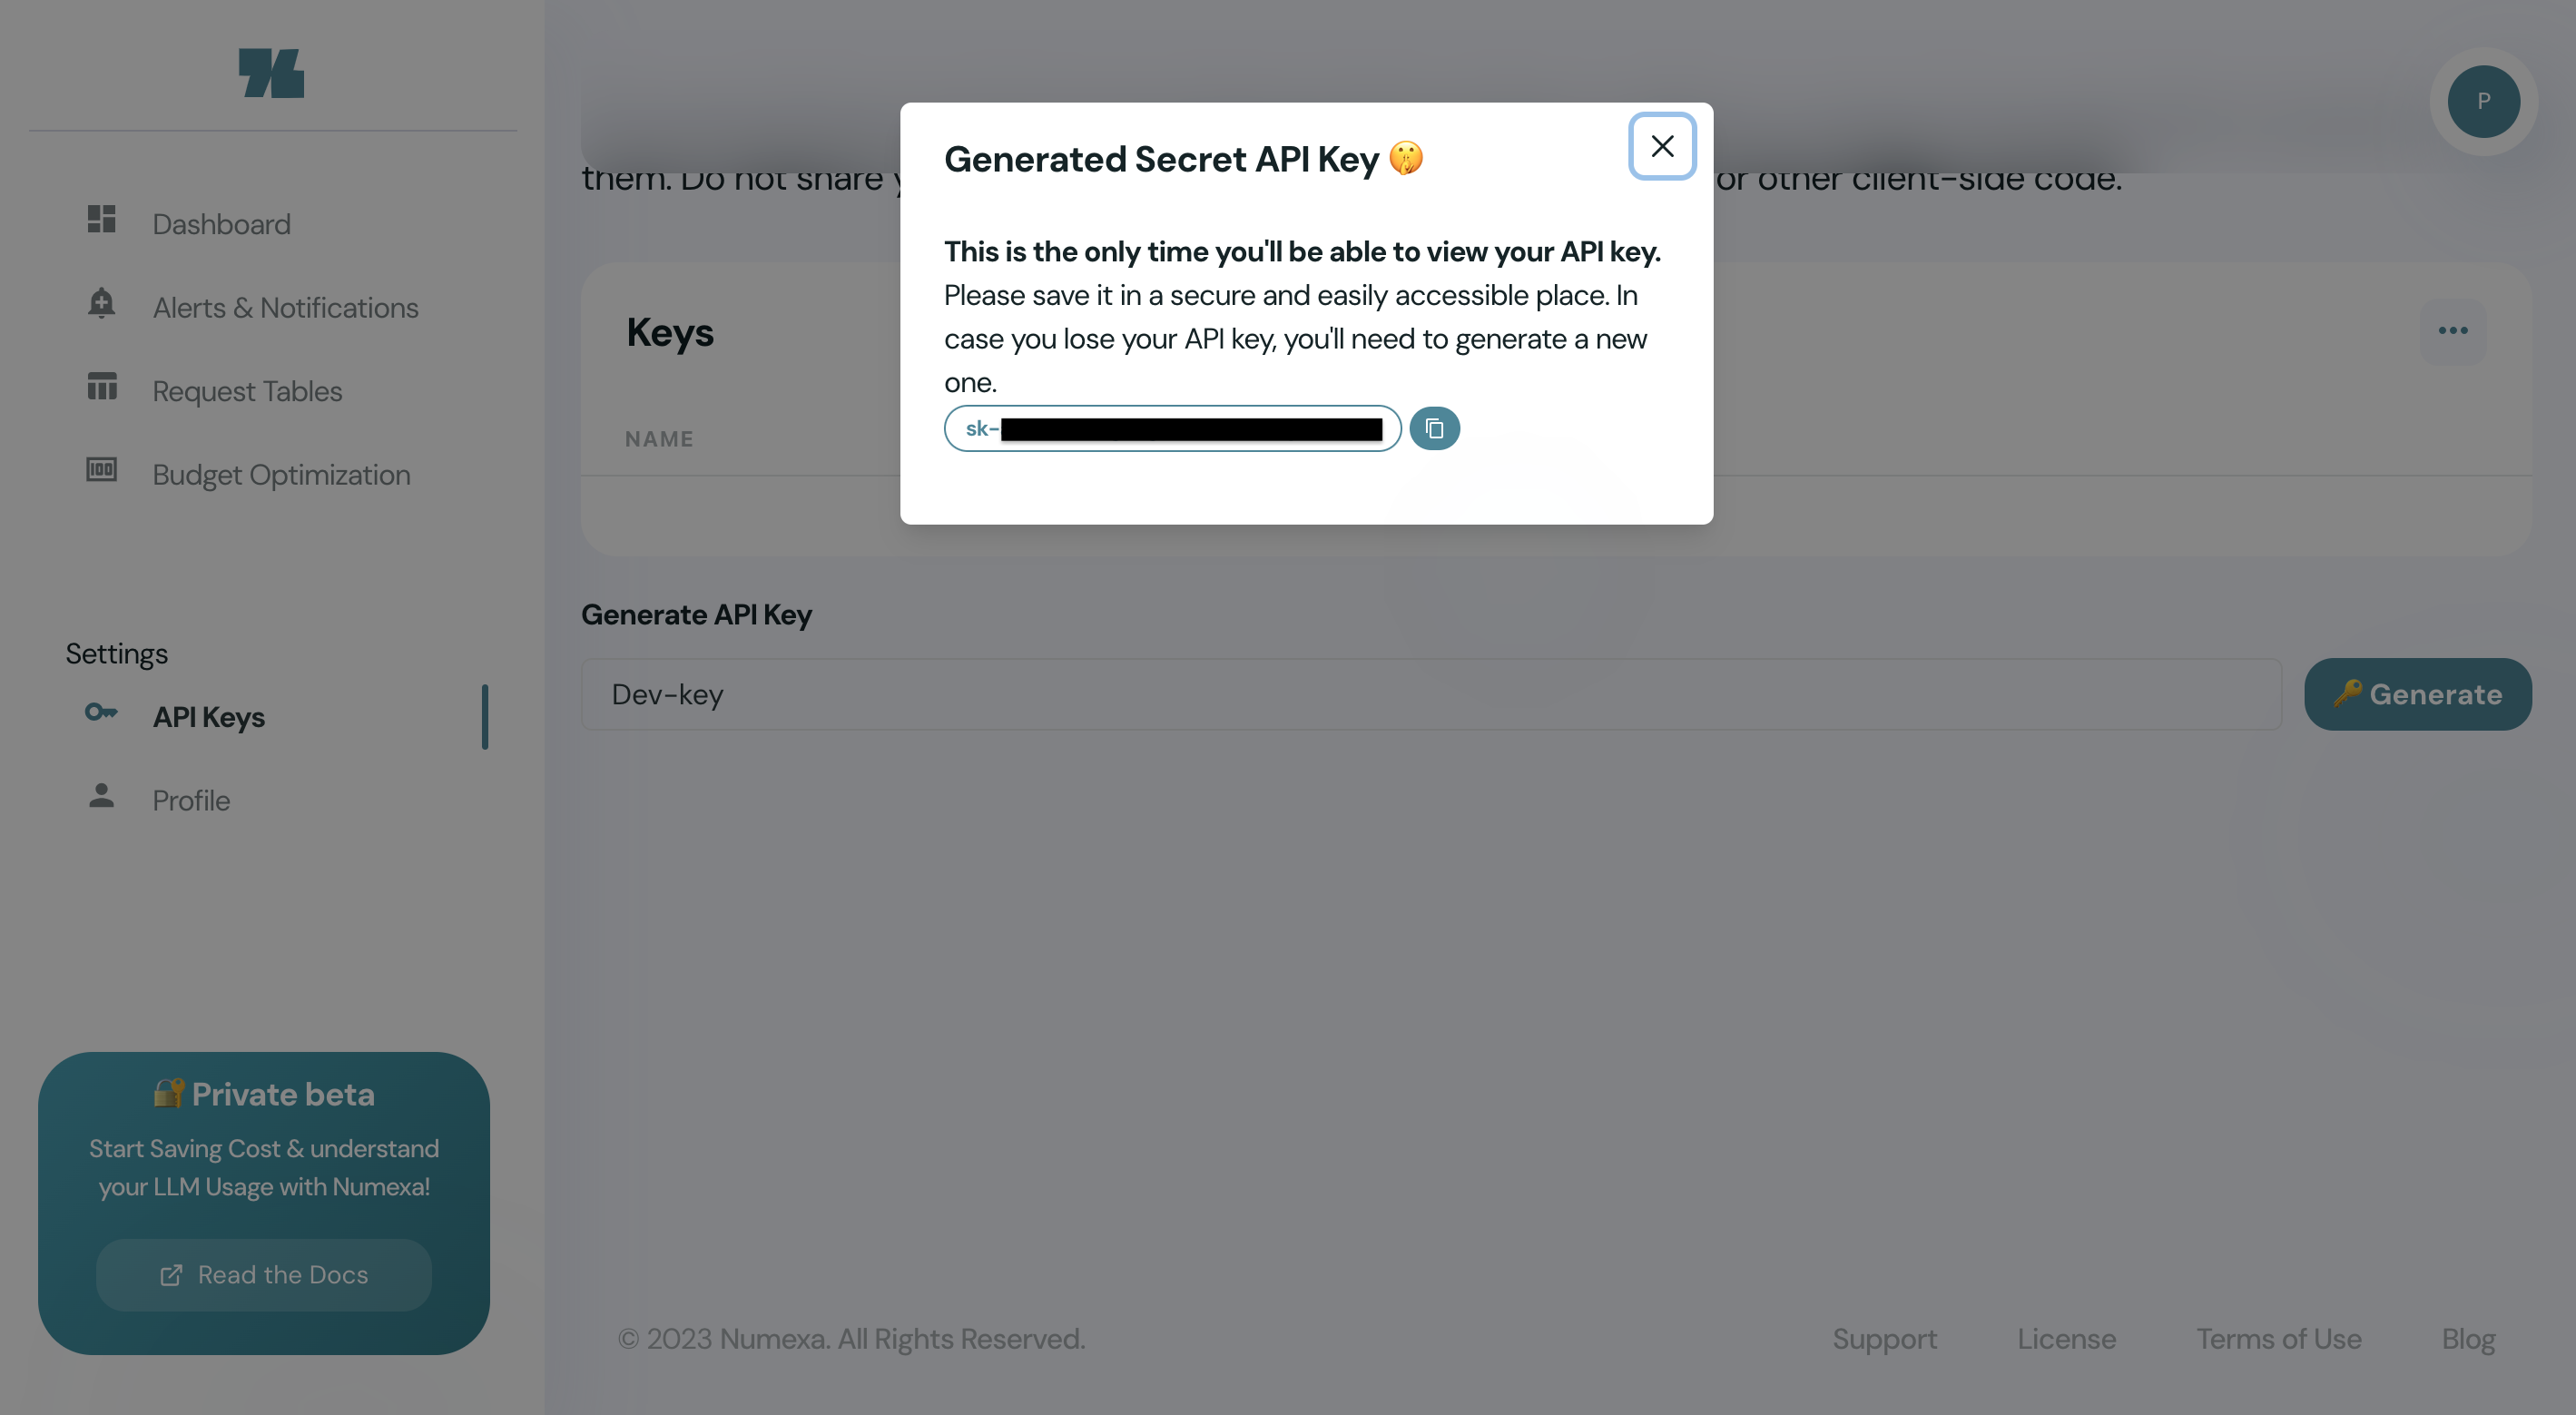 Dashboard
Alerts & Notifications
Request Tables
Budget Optimization
Settings
API Keys
Profile
🔐 Private beta
Start Saving Cost & understand
your LLM Usage with Numexa!
Read the Docs
P
them. Do not share
or other client-side code.
Keys
NAME
Generated Secret API Key 🤫
This is the only time you'll be able to view your API key.
Please save it in a secure and easily accessible place. In
case you lose your API key, you'll need to generate a new
one.
sk-
Generate API Key
Dev-key
🔑 Generate
© 2023 Numexa. All Rights Reserved.
Support
License
Terms of Use
Blog